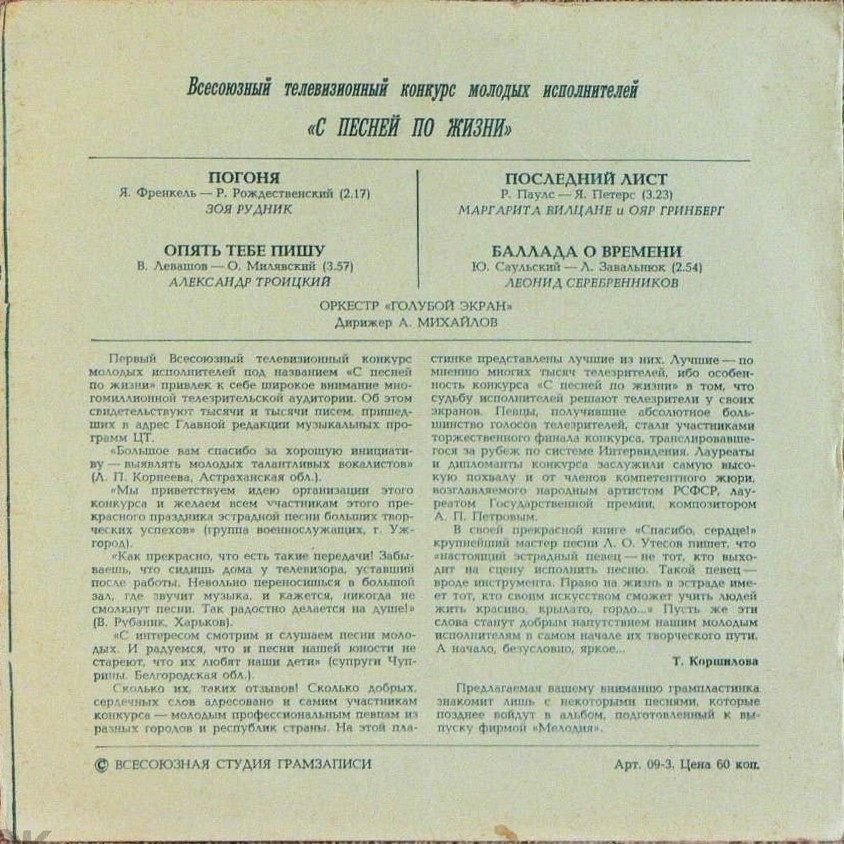 Всесоюзный телевизионный конкурс молодых исполнителей
«С ПЕСНЕЙ ПО ЖИЗНИ»
ПОГОНЯ
Я. Френкель — Р. Рождественский (2.17)
ЗОЯ РУДНИК
ОПЯТЬ ТЕБЕ ПИШУ
В. Левашов — О. Милявский (3.57)
АЛЕКСАНДР ТРОИЦКИЙ
ПОСЛЕДНИЙ ЛИСТ
Р. Паулс — Я. Петерс (3.23)
МАРГАРИТА ВИЛЦАНЕ и ОЯР ГРИНБЕРГ
БАЛЛАДА О ВРЕМЕНИ
Ю. Саульский — Л. Завальнюк (2.54)
ЛЕОНИД СЕРЕБРЕННИКОВ
ОРКЕСТР «ГОЛУБОЙ ЭКРАН»
Дирижер А. МИХАЙЛОВ
Первый Всесоюзный телевизионный конкурс
молодых исполнителей под названием «С песней
по жизни» привлек к себе широкое внимание мно-
гомиллионной телезрительской аудитории. Об этом
свидетельствуют тысячи и тысячи писем, пришед-
ших в адрес Главной редакции музыкальных про-
грамм ЦТ.
«Большое вам спасибо за хорошую инициати-
ву — выявлять молодых талантливых вокалистов»
(Л. П. Корнеева, Астраханская обл.).
«Мы приветствуем идею организации этого
конкурса и желаем всем участникам этого пре-
красного праздника эстрадной песни больших твор-
ческих успехов» (группа военнослужащих, г. Уж-
город).
«Как прекрасно, что есть такие передачи! Забы-
ваешь, что сидишь дома у телевизора, уставший
после работы. Невольно переносишься в большой
зал, где звучит музыка, и кажется, никогда не
смолкнут песни. Так радостно делается на душе!»
(В. Рубаник, Харьков).
«С интересом смотрим и слушаем песни моло-
дых. И радуемся, что и песни нашей юности не
стареют, что их любят наши дети» (супруги Чуп-
рины, Белгородская обл.).
Сколько их, таких отзывов! Сколько добрых,
сердечных слов адресовано и самим участникам
конкурса — молодым профессиональным певцам из
разных городов и республик страны. На этой пла-
стинке представлены лучшие из них. Лучшие — по
мнению многих тысяч телезрителей, ибо особен-
ность конкурса «С песней по жизни» в том, что
судьбу исполнителей решают телезрители у своих
экранов. Певцы, получившие абсолютное боль-
шинство голосов телезрителей, стали участниками
торжественного финала конкурса, транслировавше-
гося за рубеж по системе Интервидения. Лауреаты
и дипломанты конкурса заслужили самую высо-
кую похвалу и от членов компетентного жюри,
возглавляемого народным артистом РСФСР, лау-
реатом Государственной премии, композитором
А. П. Петровым.
В своей прекрасной книге «Спасибо, сердце!»
крупнейший мастер песни Л. О. Утесов пишет, что
«настоящий эстрадный певец — не тот, кто выхо-
дит на сцену исполнить песню. Такой певец —
вроде инструмента. Право на жизнь в эстраде име-
ет тот, кто своим искусством сможет учить людей
жить красиво, крылато, гордо...» Пусть же эти
слова станут добрым напутствием нашим молодым
исполнителям в самом начале их творческого пути.
А начало, безусловно, яркое...
Т. Коршилова
Предлагаемая вашему вниманию грампластинка
знакомит лишь с некоторыми песнями, которые
позднее войдут в альбом, подготовленный к вы-
пуску фирмой «Мелодия».
© ВСЕСОЮЗНАЯ СТУДИЯ ГРАМЗАПИСИ
Арт. 09-3. Цена 60 коп.